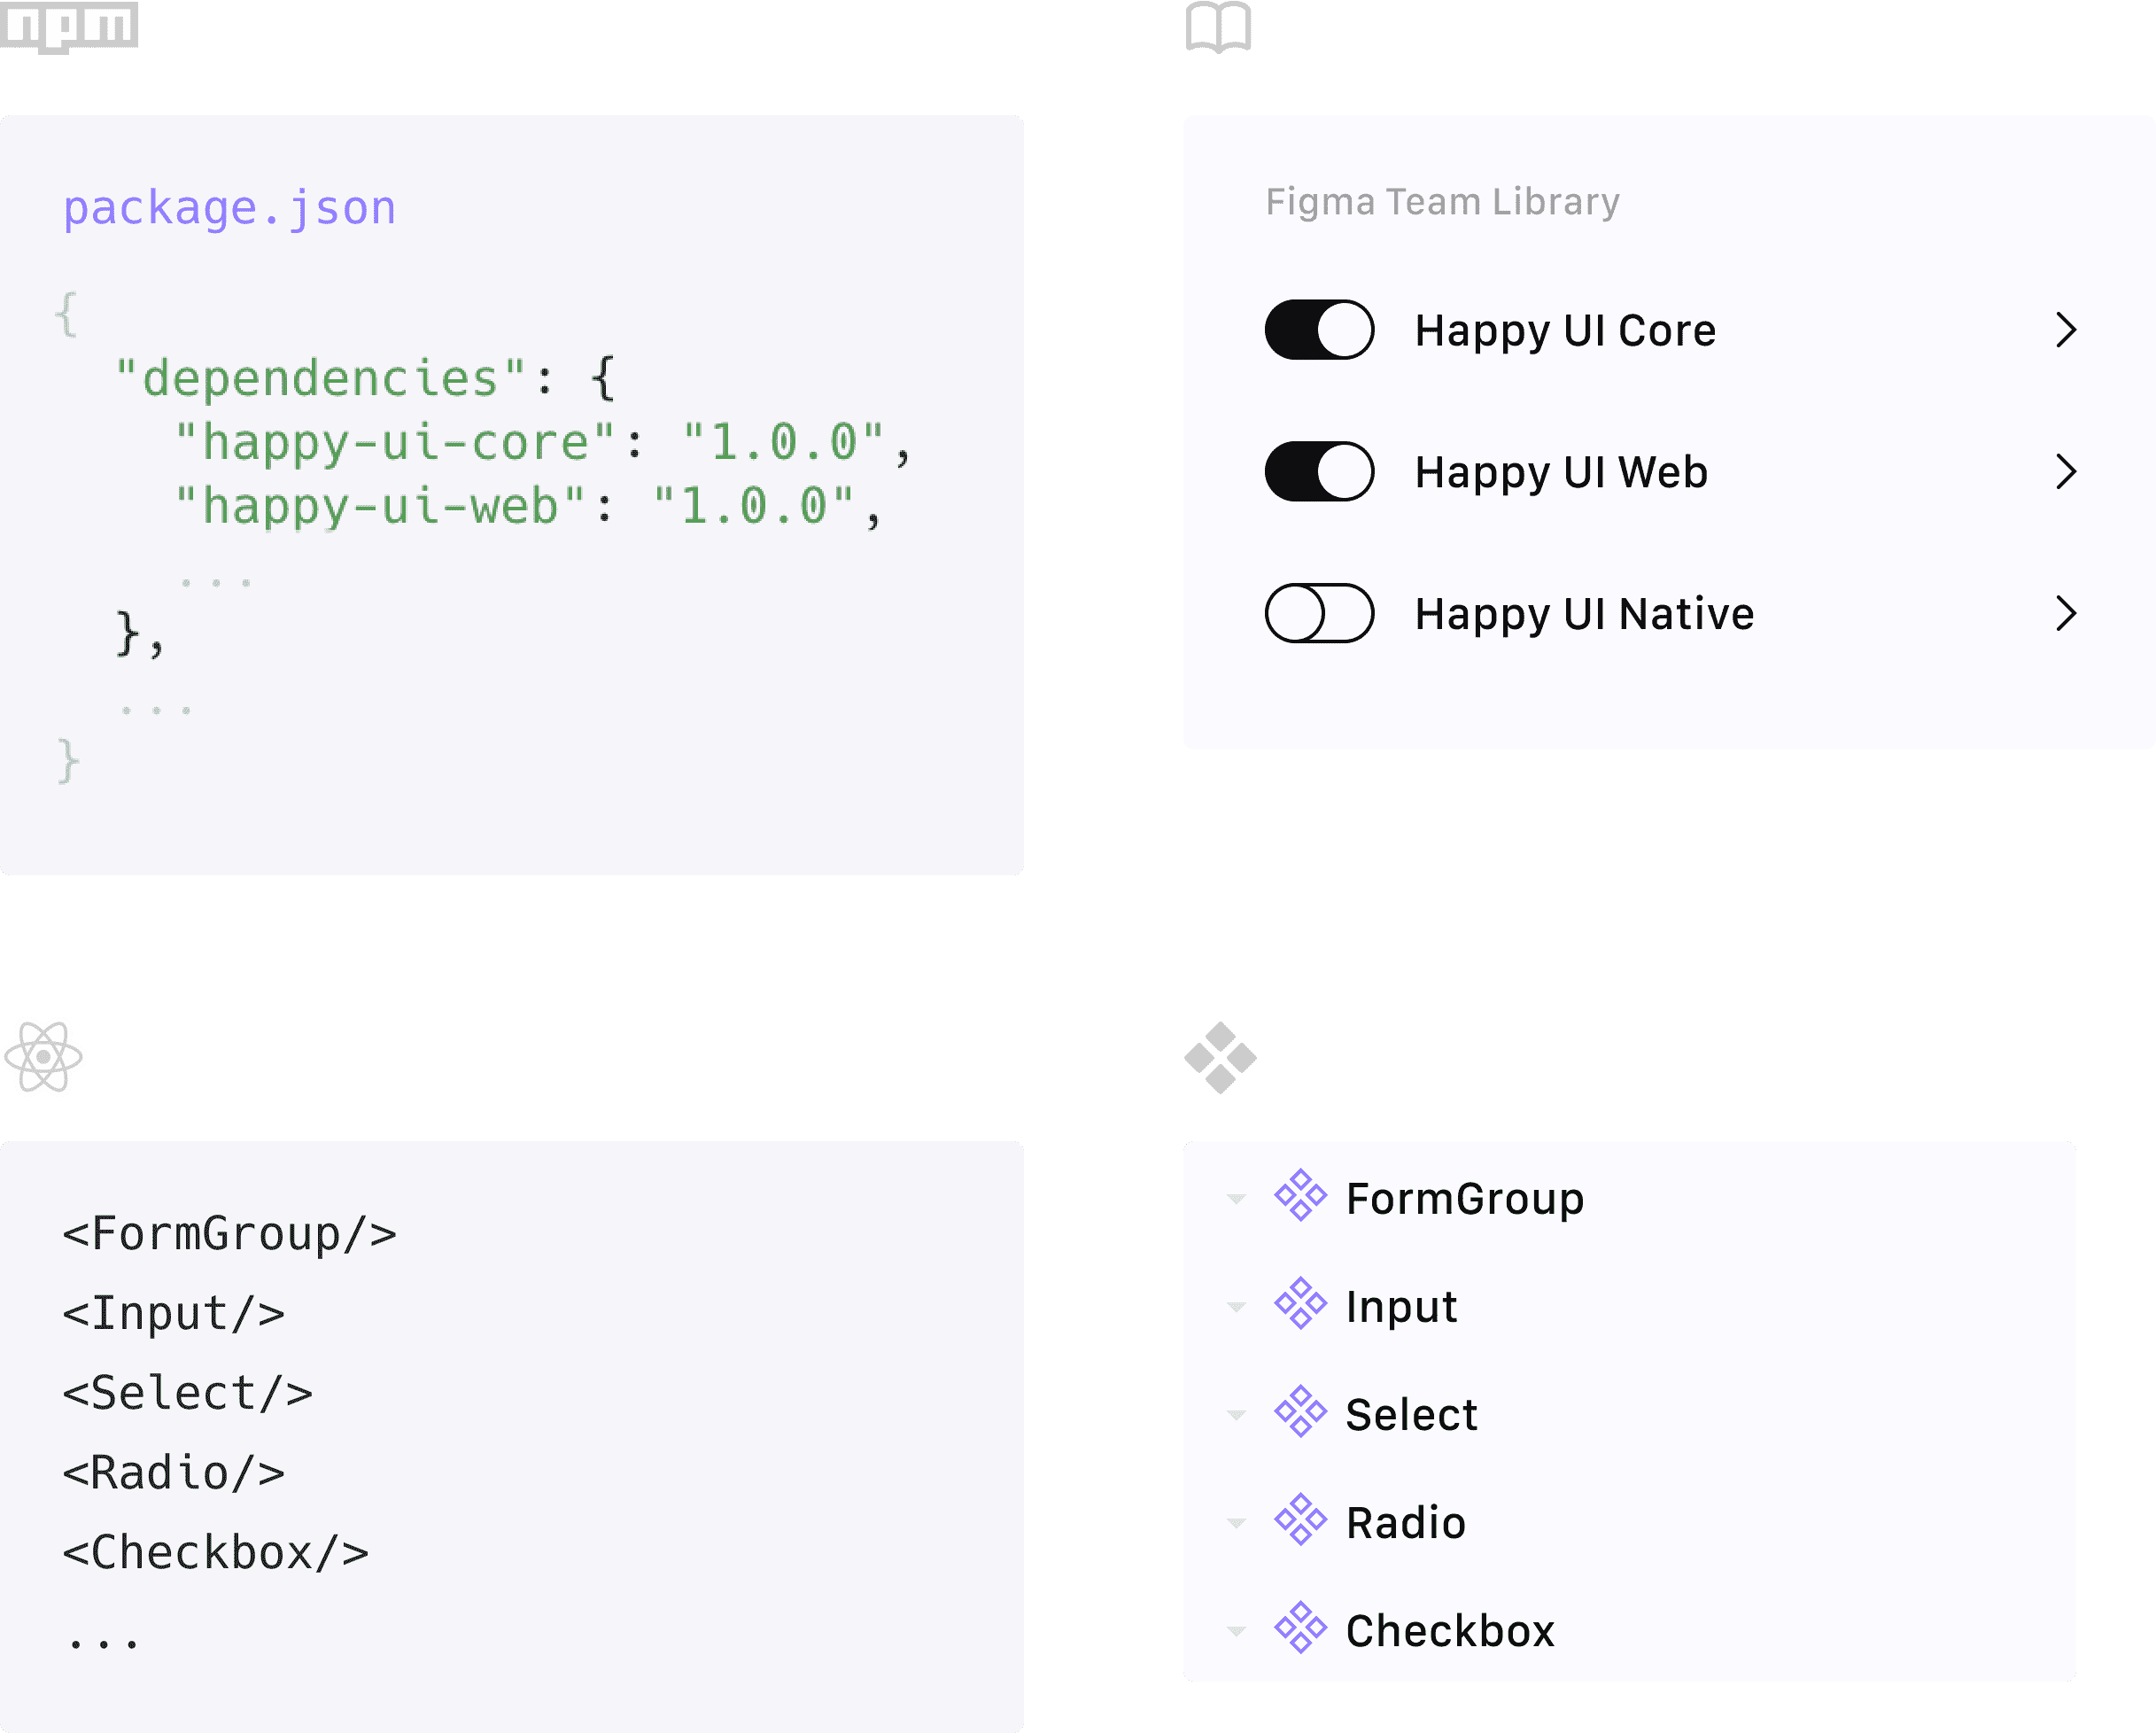 npm
package.json
{
"dependencies": {
"happy-ui-core": "1.0.0",
"happy-ui-web": "1.0.0",
...
},
...
}
Figma Team Library
Happy UI Core
Happy UI Web
Happy UI Native
<FormGroup/>
<Input/>
<Select/>
<Radio/>
<Checkbox/>
...
FormGroup
Input
Select
Radio
Checkbox